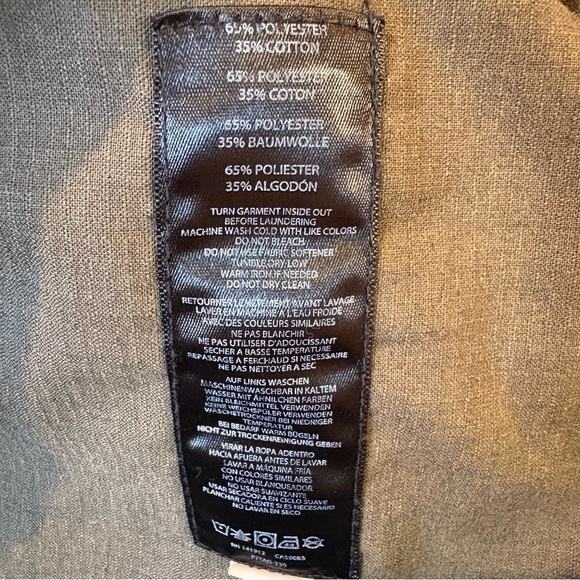 65% POLYESTER
35% COTTON
65% POLYESTER
35% COTON
65% POLYESTER
35% BAUMWOLLE
65% POLIESTER
35% ALGODÓN
TURN GARMENT INSIDE OUT
BEFORE LAUNDERING
MACHINE WASH COLD WITH LIKE COLORS
DO NOT BLEACH
DO NOT USE FABRIC SOFTENER
TUMBLE DRY LOW
WARM IRON IF NEEDED
DO NOT DRY CLEAN
RETOURNER LE VÊTEMENT AVANT LAVAGE
LAVER EN MACHINE A L'EAU FROIDE
AVEC DES COULEURS SIMILAIRES
NE PAS BLANCHIR
NE PAS UTILISER D'ADOUCISSANT
SECHER A BASSE TEMPERATURE
REPASSAGE A FER CHAUD SI NECESSAIRE
NE PAS NETTOYER A SEC
AUF LINKS WASCHEN
MASCHINENWASCHBAR IN KALTEM
WASSER MIT ÄHNLICHEN FARBEN
KEIN BLEICHMITTEL VERWENDEN
KEINE WEICHSPÜLER VERWENDEN
WÄSCHETROCKNER BEI NIEDRIGER
TEMPERATUR
BEI BEDARF WARM BÜGELN
NICHT ZUR TROCKENREINIGUNG GEBEN
VIRAR LA ROPA ADENTRO
HACIA AFUERA ANTES DE LAVAR
LAVAR A MÁQUINA FRIA
CON COLORES SIMILARES
NO USAR BLANQUEADOR
NO USAR SUAVIZANTE
USAR SECADORA EN CICLO SUAVE
PLANCHAR CALIENTE SI ES NECESARIO
NO LAVAR EN SECO
RN 141912 CA55085